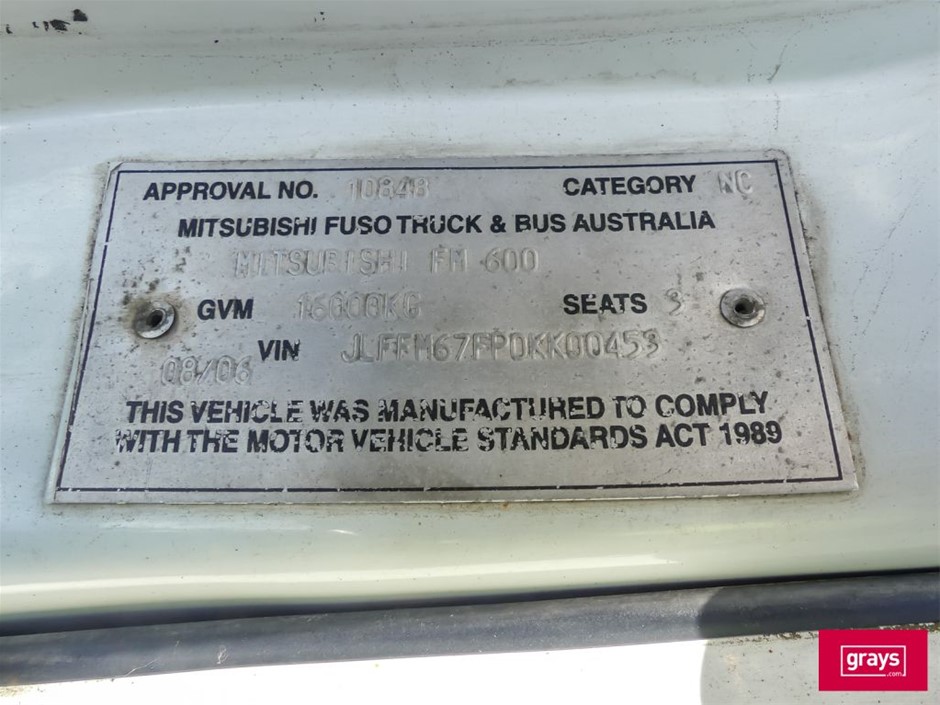 APPROVAL NO. 10848 CATEGORY NC
MITSUBISHI FUSO TRUCK & BUS AUSTRALIA
MITSUBISHI FM 600
GVM 16000KG SEATS 3
VIN JLFFM67FP0KK00453
08/06
THIS VEHICLE WAS MANUFACTURED TO COMPLY
WITH THE MOTOR VEHICLE STANDARDS ACT 1989
grays
.com